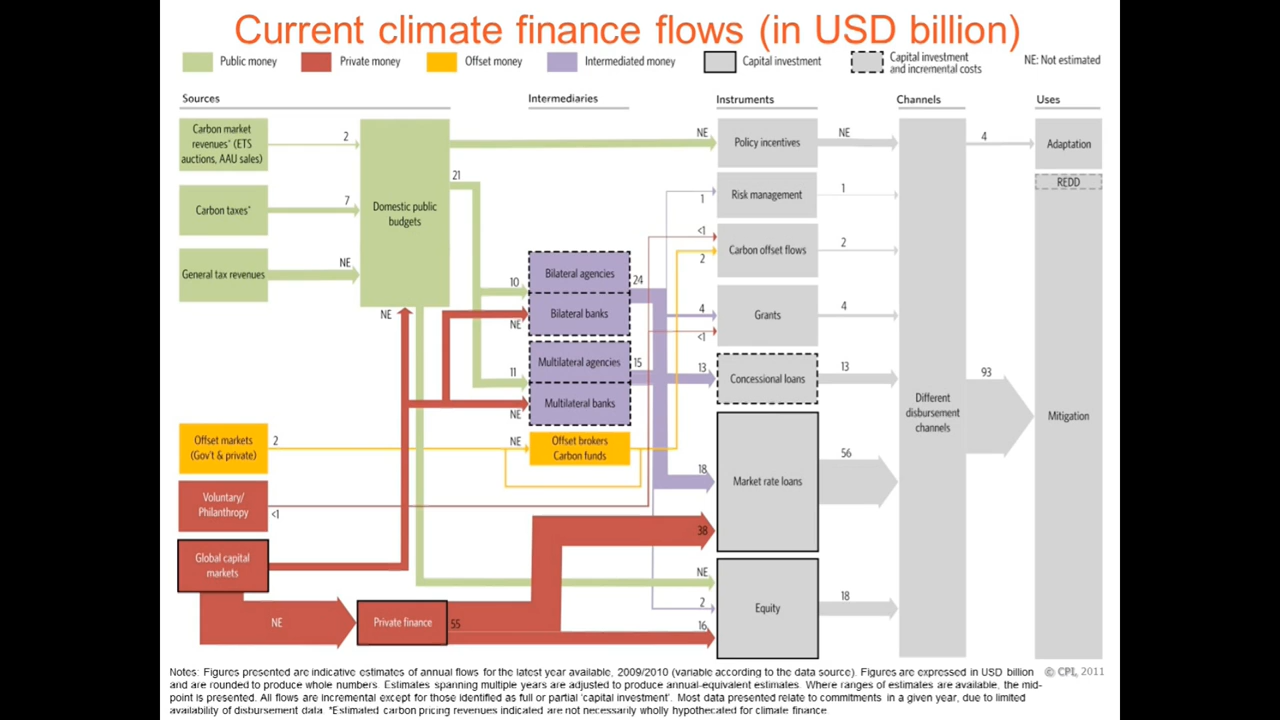 Current climate finance flows (in USD billion)
Public money
Private money
Offset money
Intermediated money
Capital investment
Capital investment
and incremental costs
NE: Not estimated
Sources
Intermediaries
Instruments
Channels
Uses
Carbon market
revenues* (ETS
auctions, AAU sales)
2
Carbon taxes*
7
General tax revenues
NE
Domestic public
budgets
21
NE
10
NE
11
NE
Bilateral agencies
Bilateral banks
24
Multilateral agencies
Multilateral banks
15
Offset markets
(Gov't & private)
2
NE
Offset brokers
Carbon funds
Voluntary/
Philanthropy
<1
Global capital
markets
NE
Private finance
55
NE
Policy incentives
NE
1
Risk management
1
<1
2
Carbon offset flows
2
4
<1
Grants
4
13
Concessional loans
13
18
38
Market rate loans
56
NE
2
16
Equity
18
Different
disbursement
channels
4
Adaptation
REDD
93
Mitigation
Notes: Figures presented are indicative estimates of annual flows for the latest year available, 2009/2010 (variable according to the data source). Figures are expressed in USD billion
© CPI, 2011
and are rounded to produce whole numbers. Estimates spanning multiple years are adjusted to produce annual-equivalent estimates. Where ranges of estimates are available, the mid-
point is presented. All flows are incremental except for those identified as full or partial 'capital investment'. Most data presented relate to commitments in a given year, due to limited
availability of disbursement data. *Estimated carbon pricing revenues indicated are not necessarily wholly hypothecated for climate finance.